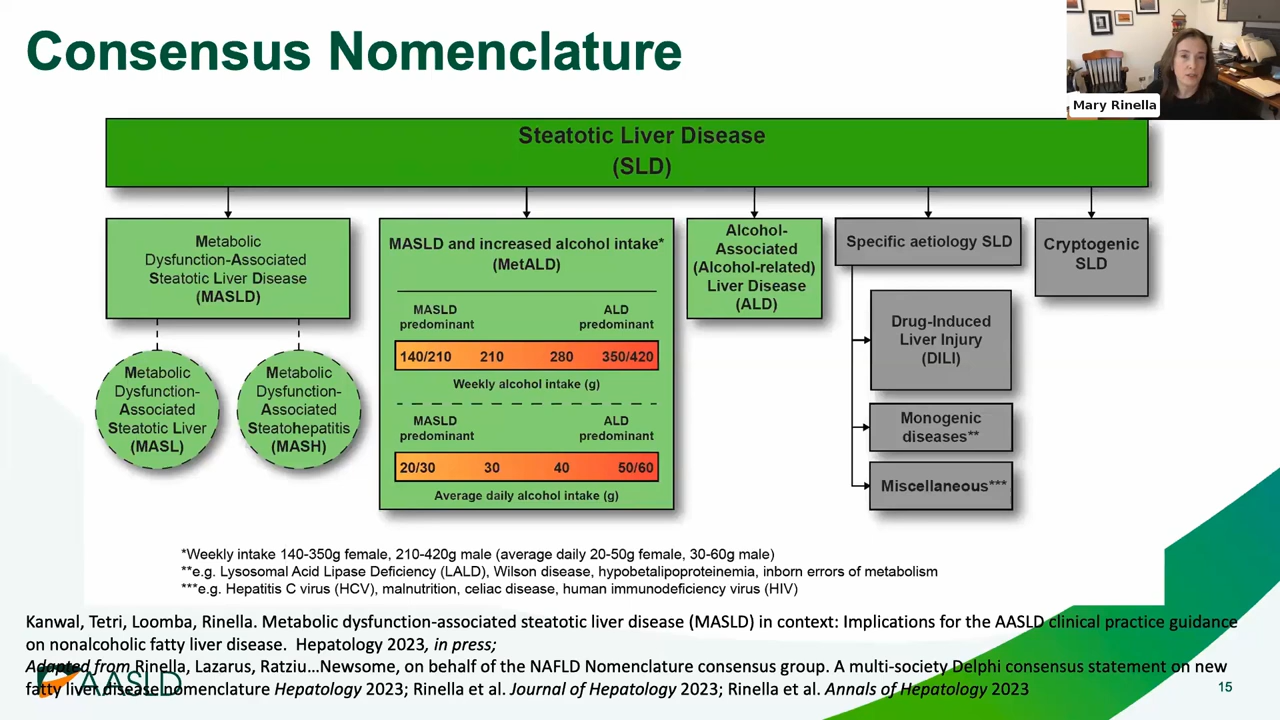 Consensus Nomenclature
Mary Rinella
Steatotic Liver Disease
(SLD)
Metabolic
Dysfunction-Associated
Steatotic Liver Disease
(MASLD)
Metabolic
Dysfunction-
Associated
Steatotic Liver
(MASL)
Metabolic
Dysfunction-
Associated
Steatohepatitis
(MASH)
MASLD and increased alcohol intake*
(MetALD)
MASLD predominant
ALD predominant
140/210 210 280 350/420
Weekly alcohol intake (g)
MASLD predominant
ALD predominant
20/30 30 40 50/60
Average daily alcohol intake (g)
Alcohol-
Associated
(Alcohol-related)
Liver Disease
(ALD)
Specific aetiology SLD
Drug-Induced
Liver Injury
(DILI)
Monogenic
diseases**
Miscellaneous***
Cryptogenic
SLD
*Weekly intake 140-350g female, 210-420g male (average daily 20-50g female, 30-60g male)
**e.g. Lysosomal Acid Lipase Deficiency (LALD), Wilson disease, hypobetalipoproteinemia, inborn errors of metabolism
***e.g. Hepatitis C virus (HCV), malnutrition, celiac disease, human immunodeficiency virus (HIV)
Kanwal, Tetri, Loomba, Rinella. Metabolic dysfunction-associated steatotic liver disease (MASLD) in context: Implications for the AASLD clinical practice guidance
on nonalcoholic fatty liver disease. Hepatology 2023, in press;
Adapted from Rinella, Lazarus, Ratziu...Newsome, on behalf of the NAFLD Nomenclature consensus group. A multi-society Delphi consensus statement on new
fatty liver disease nomenclature Hepatology 2023; Rinella et al. Journal of Hepatology 2023; Rinella et al. Annals of Hepatology 2023
AASLD
15